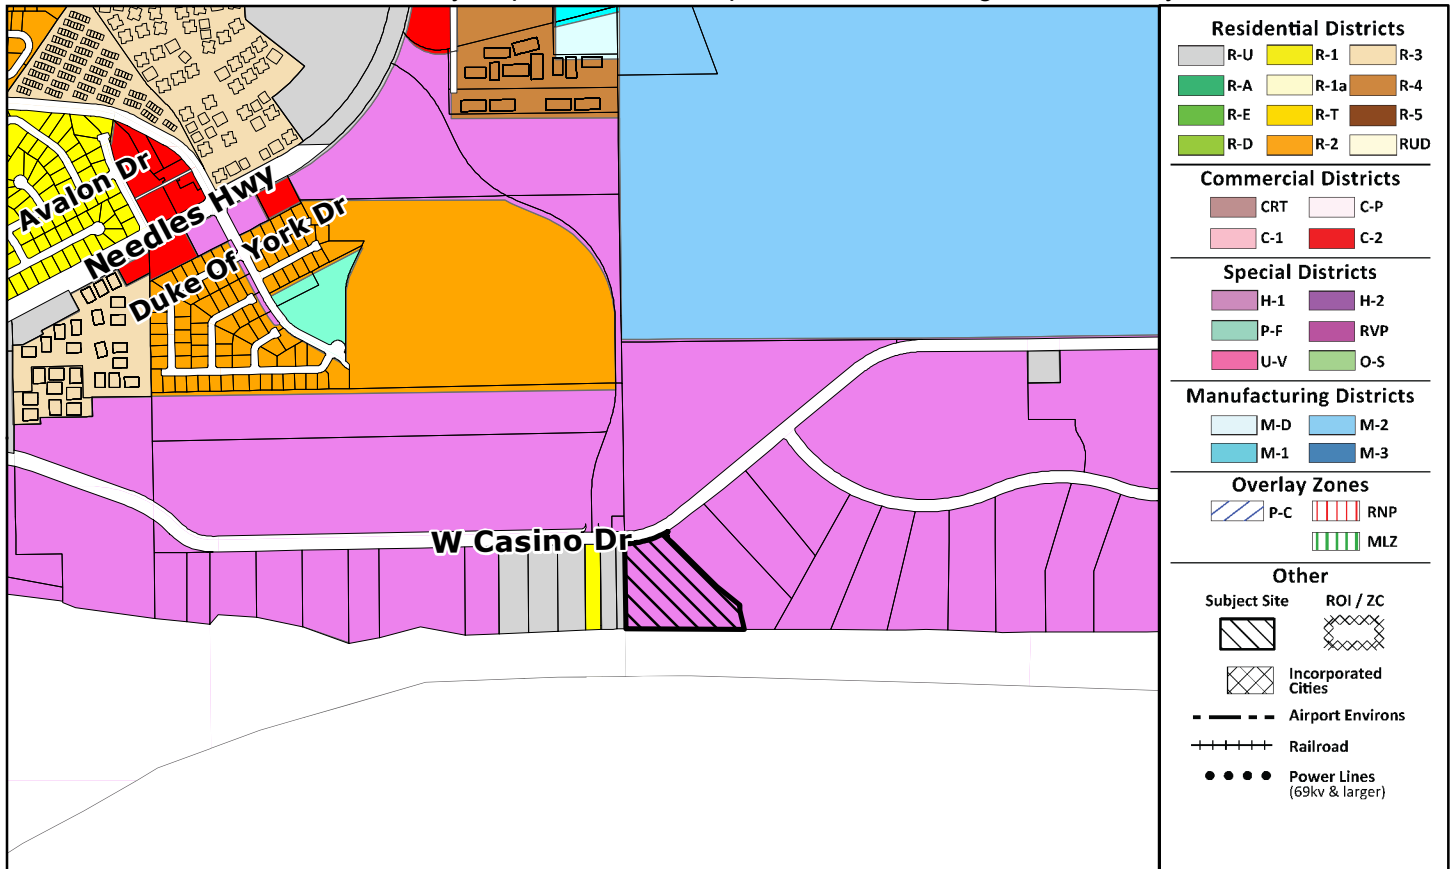 Avalon Dr
Needles Hwy
Duke Of York Dr
W Casino Dr
Residential Districts
R-U
R-1
R-3
R-A
R-1a
R-4
R-E
R-T
R-5
R-D
R-2
RUD
Commercial Districts
CRT
C-P
C-1
C-2
Special Districts
H-1
H-2
P-F
RVP
U-V
O-S
Manufacturing Districts
M-D
M-2
M-1
M-3
Overlay Zones
P-C
RNP
MLZ
Other
Subject Site
ROI / ZC
Incorporated
Cities
Airport Environs
Railroad
Power Lines
(69kv & larger)